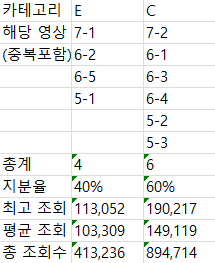 카테고리 E C
해당 영상 7-1 7-2
(중복포함) 6-2 6-1
6-5 6-3
5-1 6-4
5-2
5-3
총계 4 6
지분율 40% 60%
최고 조회 113,052 190,217
평균 조회 103,309 149,119
총 조회수 413,236 894,714